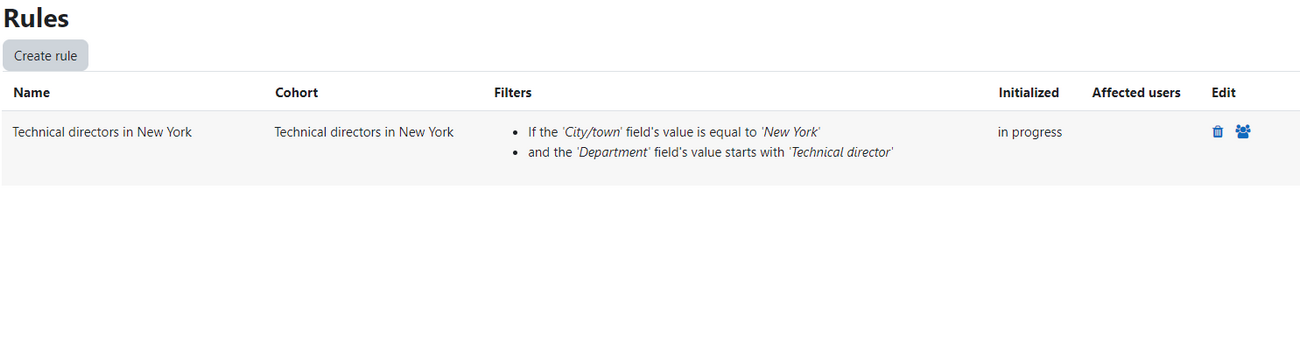 Rules
Create rule
Name Cohort Filters Initialized Affected users Edit
Technical directors in New York Technical directors in New York • If the 'City/town' field's value is equal to 'New York' in progress
• and the 'Department' field's value starts with 'Technical director'